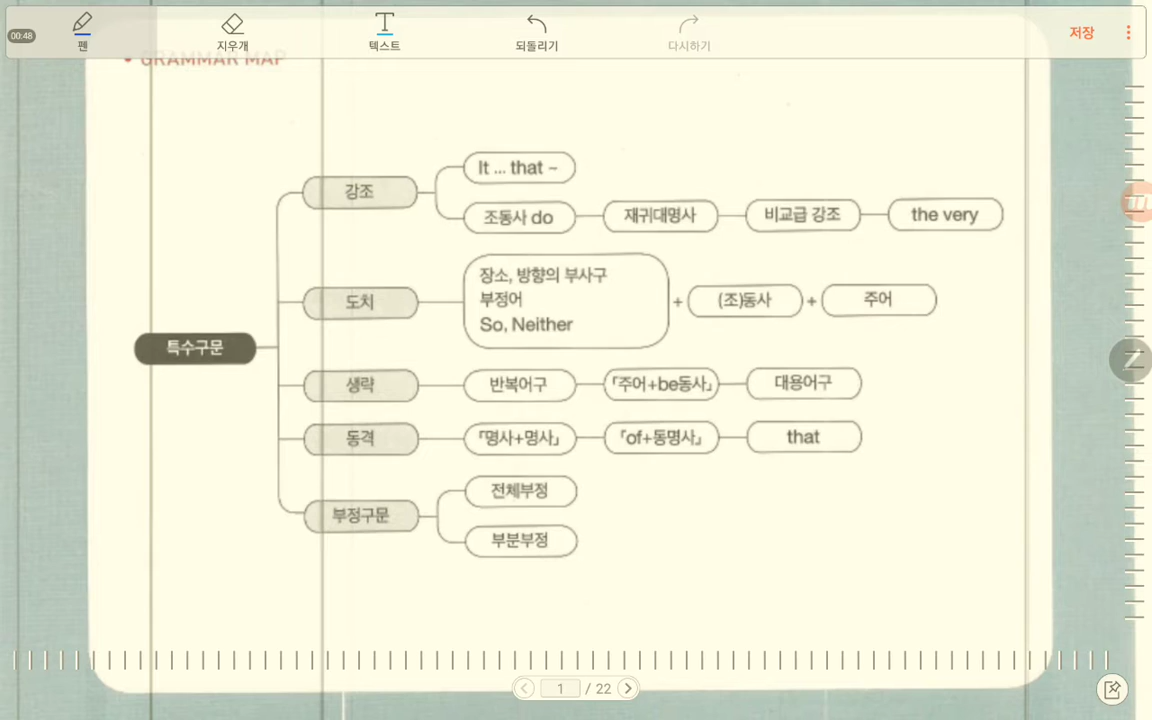 00:48
펜
지우개
텍스트
되돌리기
다시하기
저장
• GRAMMAR MAP
특수구문
강조
It ... that ~
조동사 do
재귀대명사
비교급 강조
the very
도치
장소, 방향의 부사구
부정어
So, Neither
+
(조)동사
+
주어
생략
반복어구
「주어+be동사」
대용어구
동격
「명사+명사」
「of+동명사」
that
부정구문
전체부정
부분부정
1 / 22